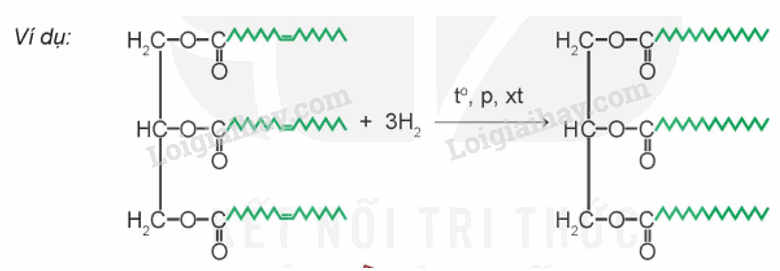 Ví dụ:
H₂C–O–C H₂C–O–C
O O
t°, p, xt
HC–O–C + 3H₂ HC–O–C
O O
H₂C–O–C H₂C–O–C
O O
Loigiaihay.com Loigiaihay.com
KẾT NỐI TRI THỨC